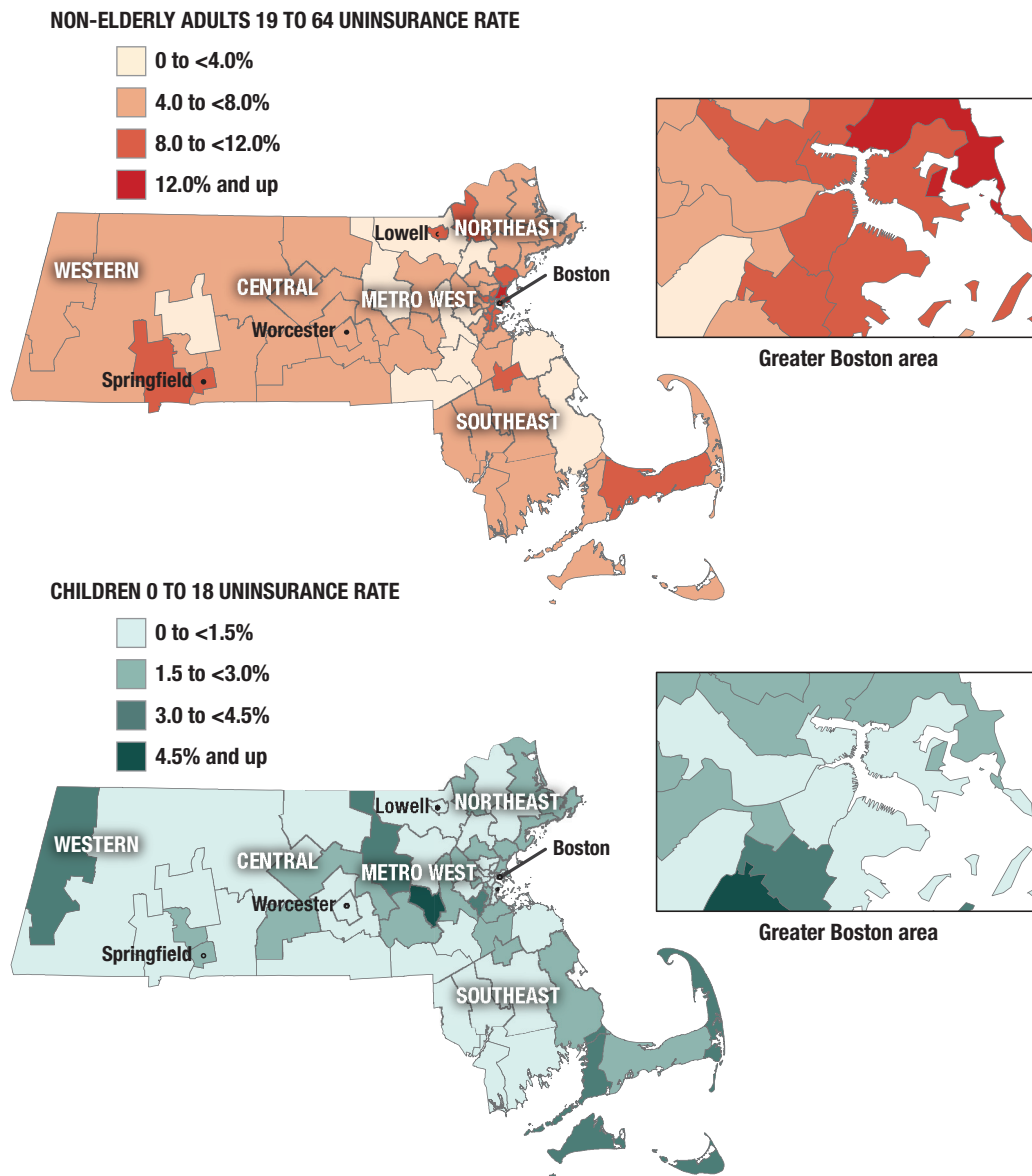 NON-ELDERLY ADULTS 19 TO 64 UNINSURANCE RATE
0 to <4.0%
4.0 to <8.0%
8.0 to <12.0%
12.0% and up
Lowell
NORTHEAST
WESTERN
Boston
CENTRAL
METRO WEST
Worcester
Greater Boston area
Springfield
SOUTHEAST
CHILDREN 0 TO 18 UNINSURANCE RATE
0 to <1.5%
1.5 to <3.0%
3.0 to <4.5%
4.5% and up
Lowell
NORTHEAST
WESTERN
Boston
CENTRAL
METRO WEST
Worcester
Greater Boston area
Springfield
SOUTHEAST